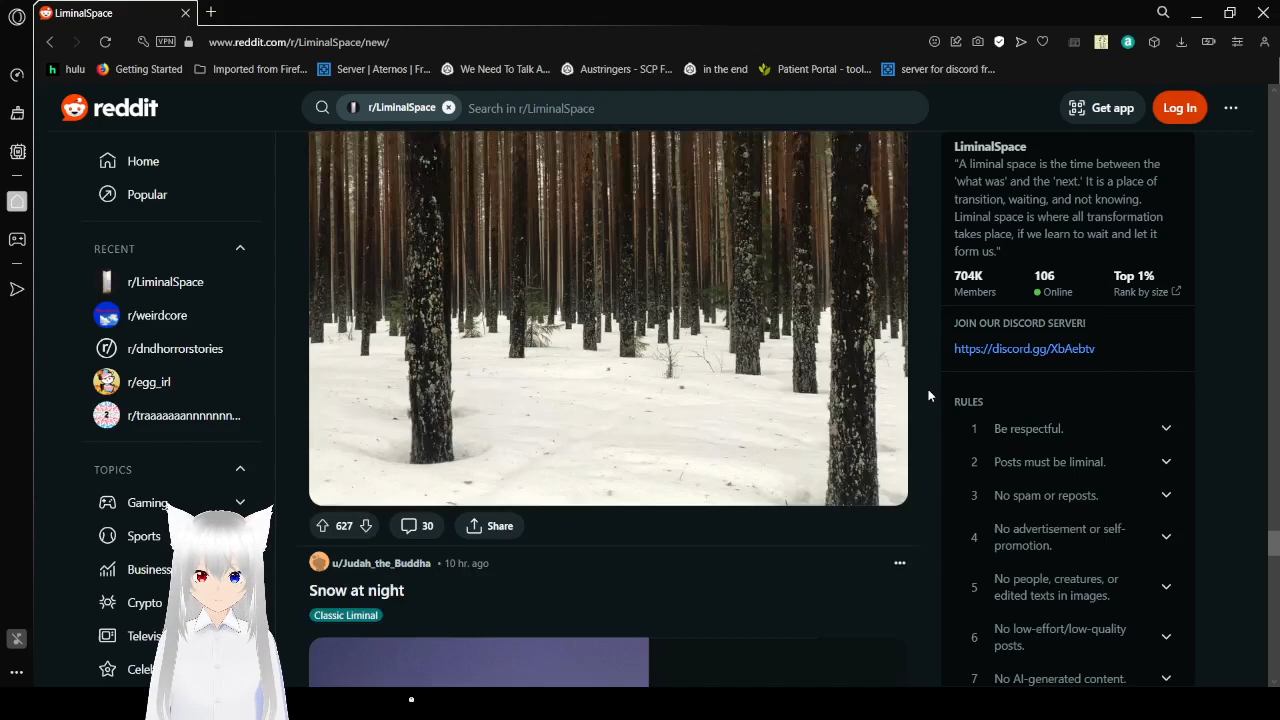 LiminalSpace
VPN
www.reddit.com/r/LiminalSpace/new/
hulu
Getting Started
Imported from Firef...
Server | Aternos | Fr...
We Need To Talk A...
Austringers - SCP F...
in the end
Patient Portal - tool...
server for discord fr...
reddit
r/LiminalSpace
Search in r/LiminalSpace
Get app
Log In
Home
Popular
RECENT
r/LiminalSpace
r/weirdcore
r/dndhorrorstories
r/egg_irl
r/traaaaaaannnnnnn...
TOPICS
Gaming
Sports
Business
Crypto
Televis
Celeb
627
30
Share
u/Judah_the_Buddha • 10 hr. ago
Snow at night
Classic Liminal
LiminalSpace
"A liminal space is the time between the
'what was' and the 'next.' It is a place of
transition, waiting, and not knowing.
Liminal space is where all transformation
takes place, if we learn to wait and let it
form us."
704K
Members
106
Online
Top 1%
Rank by size
JOIN OUR DISCORD SERVER!
https://discord.gg/XbAebtv
RULES
1 Be respectful.
2 Posts must be liminal.
3 No spam or reposts.
4 No advertisement or self-
promotion.
5 No people, creatures, or
edited texts in images.
6 No low-effort/low-quality
posts.
7 No AI-generated content.